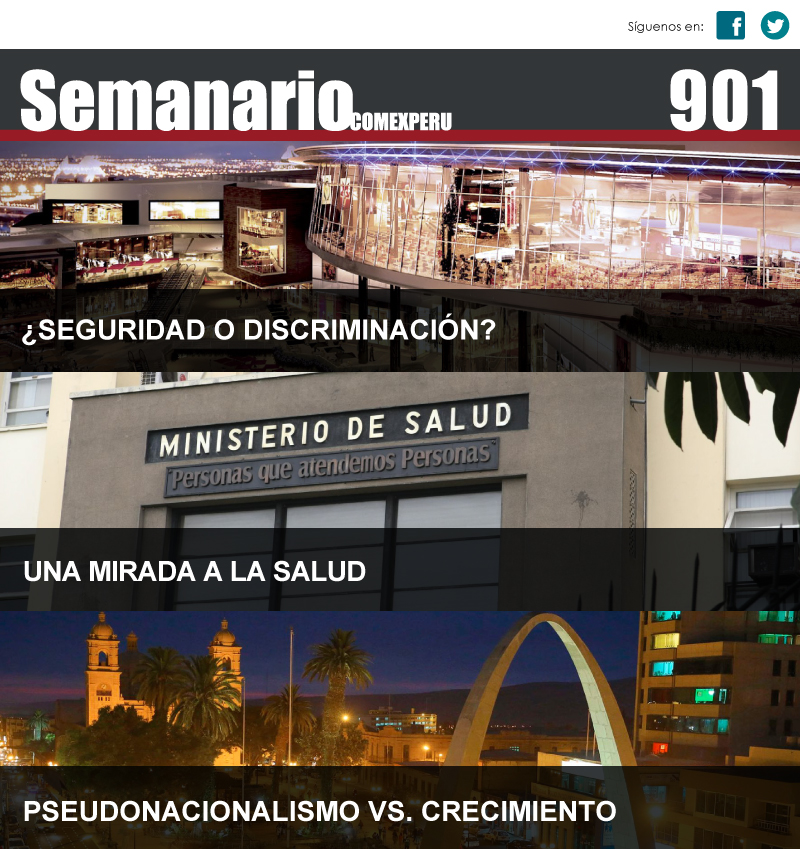 Síguenos en:
Semanario COMEXPERU 901
¿SEGURIDAD O DISCRIMINACIÓN?
MINISTERIO DE SALUD
"Personas que atendemos Personas"
UNA MIRADA A LA SALUD
PSEUDONACIONALISMO VS. CRECIMIENTO